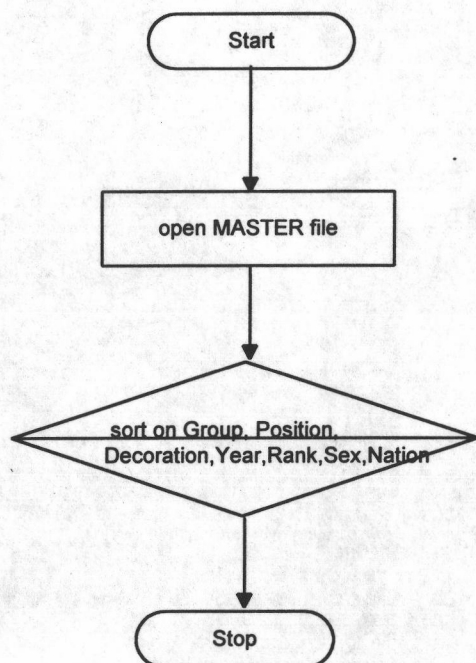 Start
open MASTER file
sort on Group, Position,
Decoration,Year,Rank,Sex,Nation
Stop